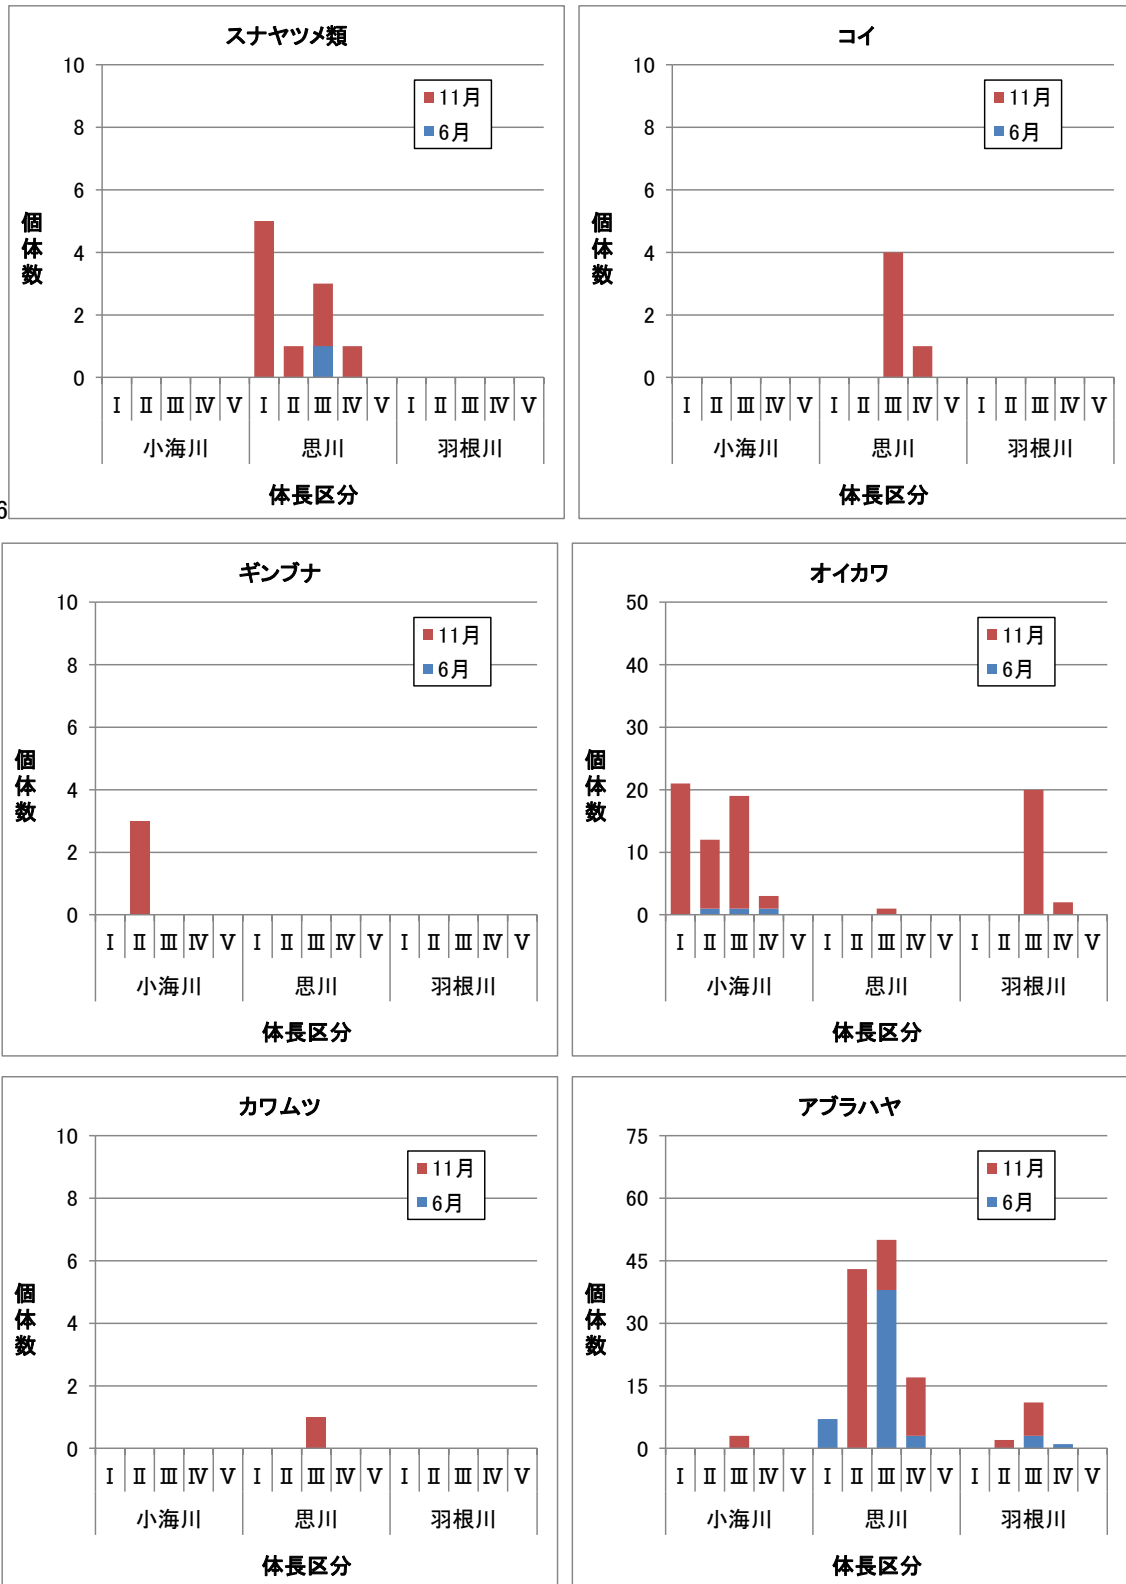 スナヤツメ類
10
8
6
4
2
0
11月
6月
個体数
Ⅰ Ⅱ Ⅲ Ⅳ Ⅴ Ⅰ Ⅱ Ⅲ Ⅳ Ⅴ Ⅰ Ⅱ Ⅲ Ⅳ Ⅴ
小海川 思川 羽根川
体長区分
コイ
10
8
6
4
2
0
11月
6月
個体数
Ⅰ Ⅱ Ⅲ Ⅳ Ⅴ Ⅰ Ⅱ Ⅲ Ⅳ Ⅴ Ⅰ Ⅱ Ⅲ Ⅳ Ⅴ
小海川 思川 羽根川
体長区分
6
ギンブナ
10
8
6
4
2
0
11月
6月
個体数
Ⅰ Ⅱ Ⅲ Ⅳ Ⅴ Ⅰ Ⅱ Ⅲ Ⅳ Ⅴ Ⅰ Ⅱ Ⅲ Ⅳ Ⅴ
小海川 思川 羽根川
体長区分
オイカワ
50
40
30
20
10
0
11月
6月
個体数
Ⅰ Ⅱ Ⅲ Ⅳ Ⅴ Ⅰ Ⅱ Ⅲ Ⅳ Ⅴ Ⅰ Ⅱ Ⅲ Ⅳ Ⅴ
小海川 思川 羽根川
体長区分
カワムツ
10
8
6
4
2
0
11月
6月
個体数
Ⅰ Ⅱ Ⅲ Ⅳ Ⅴ Ⅰ Ⅱ Ⅲ Ⅳ Ⅴ Ⅰ Ⅱ Ⅲ Ⅳ Ⅴ
小海川 思川 羽根川
体長区分
アブラハヤ
75
60
45
30
15
0
11月
6月
個体数
Ⅰ Ⅱ Ⅲ Ⅳ Ⅴ Ⅰ Ⅱ Ⅲ Ⅳ Ⅴ Ⅰ Ⅱ Ⅲ Ⅳ Ⅴ
小海川 思川 羽根川
体長区分